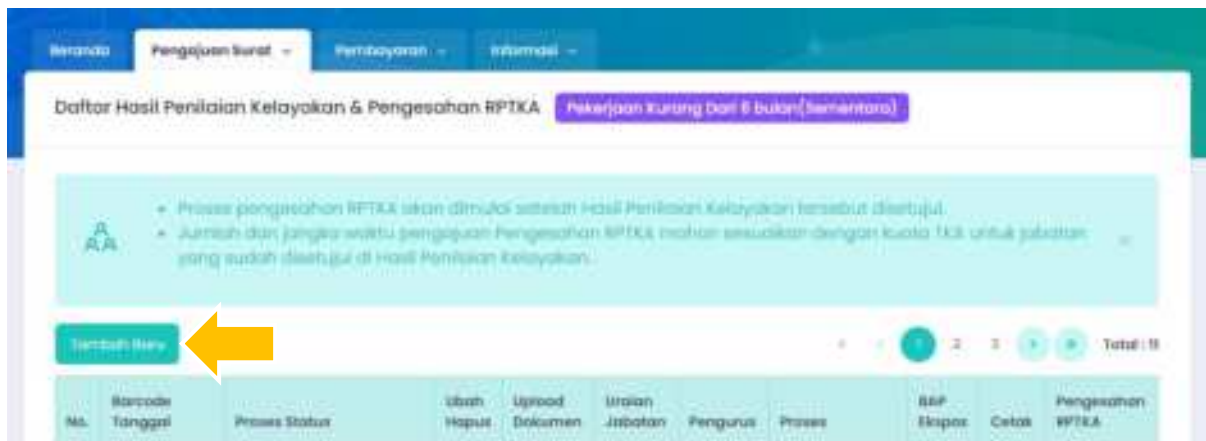 Beranda Pengajuan Surat Pembayaran Informasi
Daftar Hasil Penilaian Kelayakan & Pengesahan RPTKA Pekerjaan Kurang Dari 6 bulan(Sementara)
Proses pengesahan RPTKA akan dimulai setelah Hasil Penilaian Kelayakan tersebut disetujui.
Jumlah dan jangka waktu pengajuan Pengesahan RPTKA mohon sesuaikan dengan kuota TKA untuk jabatan
yang sudah disetujui di Hasil Penilaian Kelayakan.
Tambah Baru 1 2 3 Total : 11
No. Barcode Tanggal Proses Status Ubah Hapus Upload Dokumen Uraian Jabatan Pengurus Proses BAP Ekspos Cetak Pengesahan RPTKA